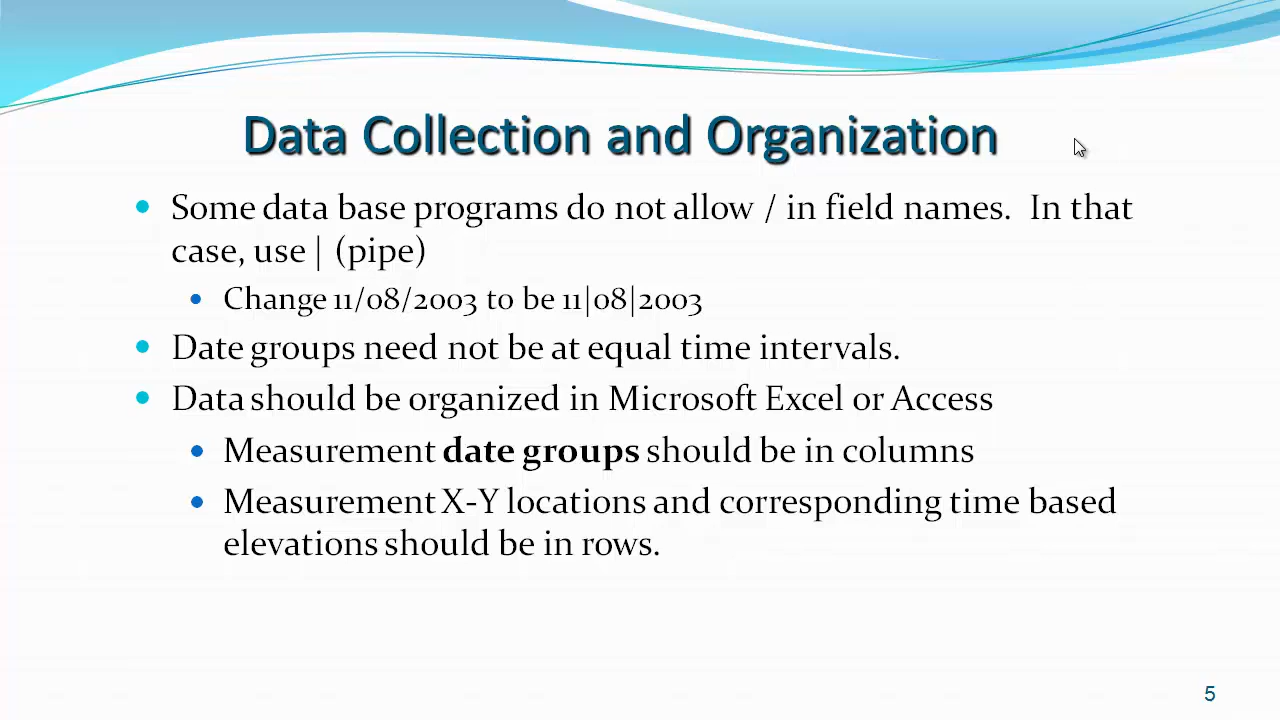 Data Collection and Organization
Some data base programs do not allow / in field names.  In that
case, use | (pipe)
Change 11/08/2003 to be 11|08|2003
Date groups need not be at equal time intervals.
Data should be organized in Microsoft Excel or Access
Measurement date groups should be in columns
Measurement X-Y locations and corresponding time based
elevations should be in rows.
5